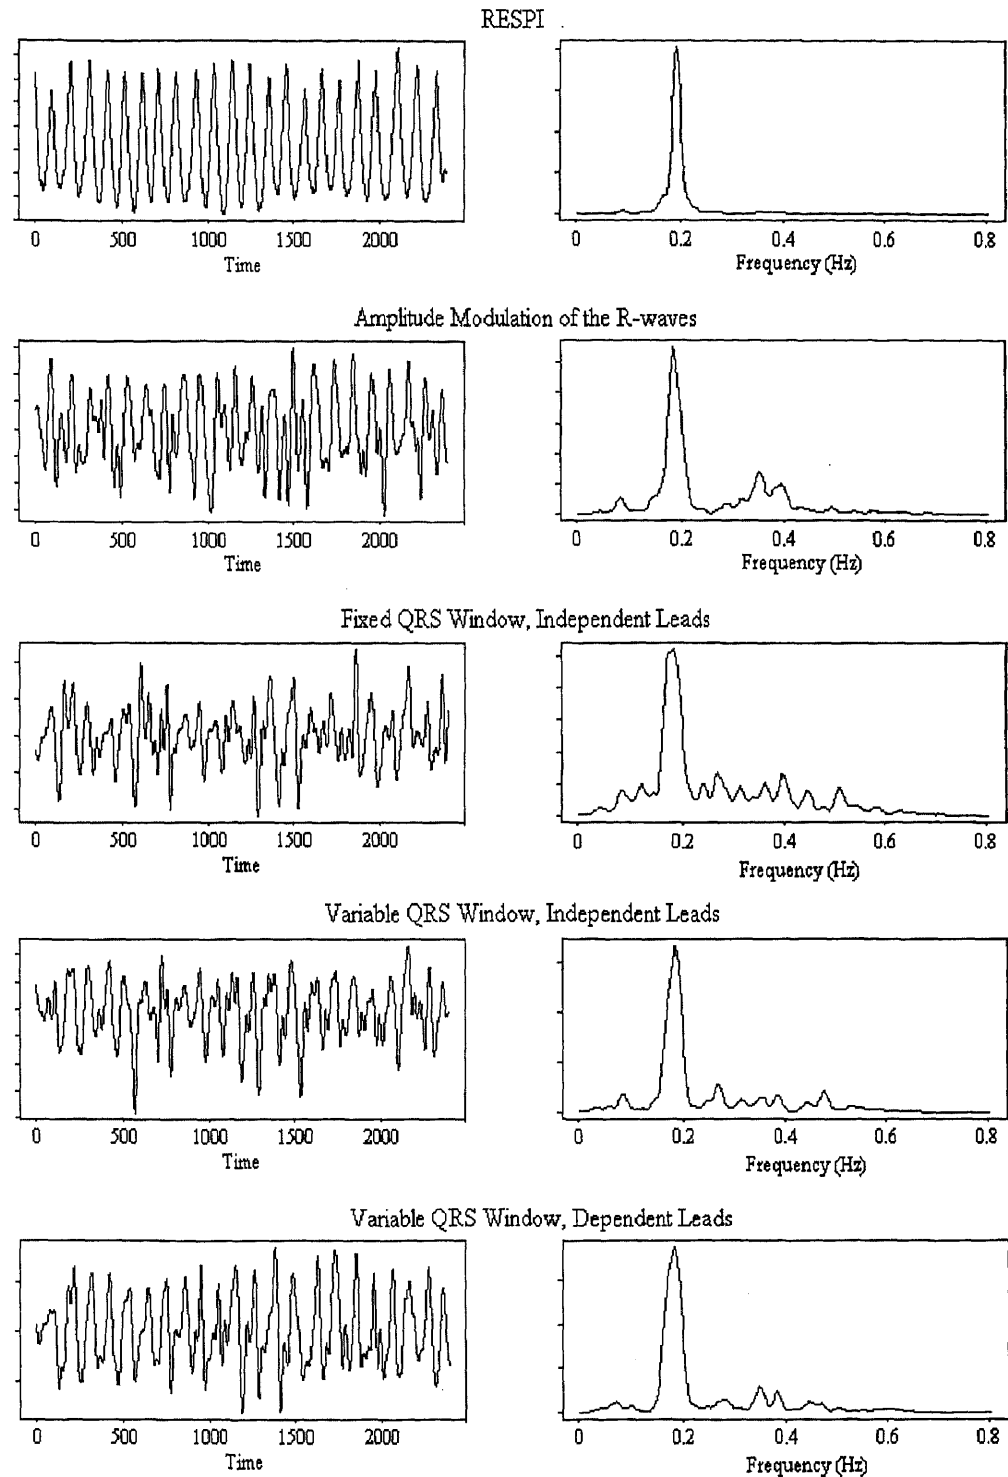 RESPI
0 500 1000 1500 2000
Time
0 0.2 0.4 0.6 0.8
Frequency (Hz)
Amplitude Modulation of the R-waves
0 500 1000 1500 2000
Time
0 0.2 0.4 0.6 0.8
Frequency (Hz)
Fixed QRS Window, Independent Leads
0 500 1000 1500 2000
Time
0 0.2 0.4 0.6 0.8
Frequency (Hz)
Variable QRS Window, Independent Leads
0 500 1000 1500 2000
Time
0 0.2 0.4 0.6 0.8
Frequency (Hz)
Variable QRS Window, Dependent Leads
0 500 1000 1500 2000
Time
0 0.2 0.4 0.6 0.8
Frequency (Hz)